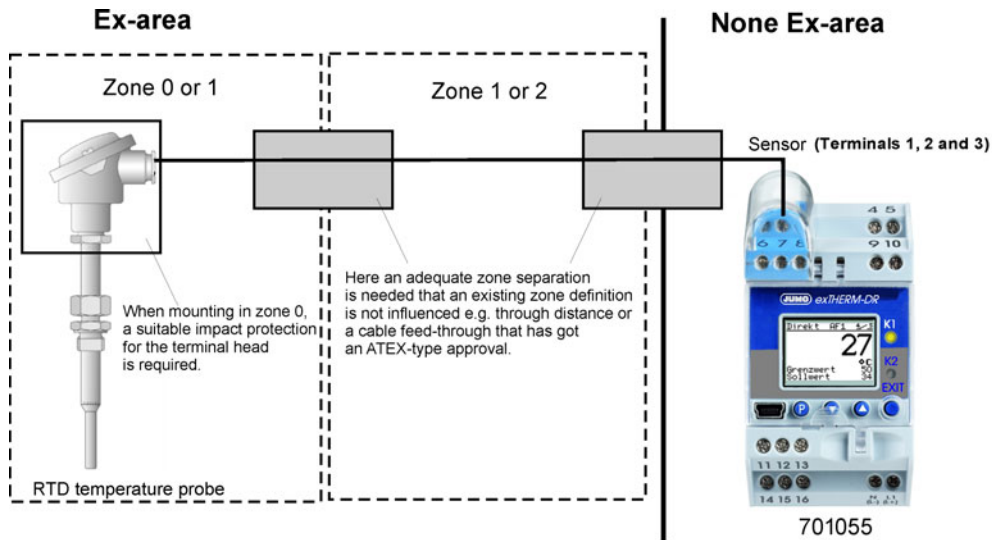 Ex-area
None Ex-area
Zone 0 or 1
Zone 1 or 2
Sensor (Terminals 1, 2 and 3)
When mounting in zone 0,
a suitable impact protection
for the terminal head
is required.
Here an adequate zone separation
is needed that an existing zone definition
is not influenced e.g. through distance or
a cable feed-through that has got
an ATEX-type approval.
RTD temperature probe
4 5
6 7 8
9 10
JUMO exTHERM-DR
Direkt AF1
27
°C
Grenzwert 50
Sollwert 34
K1
K2
EXIT
P
11 12 13
14 15 16
N L1
(L-) (L+)
701055